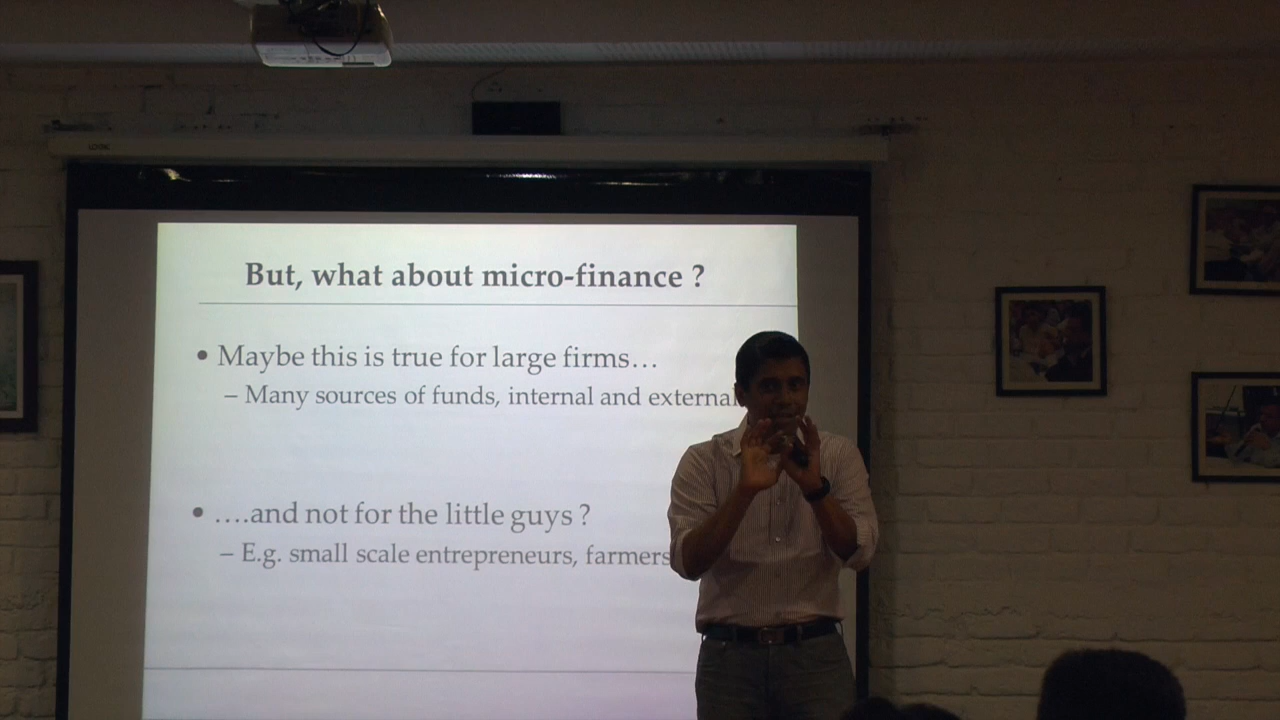 But, what about micro-finance ?
• Maybe this is true for large firms…
– Many sources of funds, internal and external
• ….and not for the little guys ?
– E.g. small scale entrepreneurs, farmers